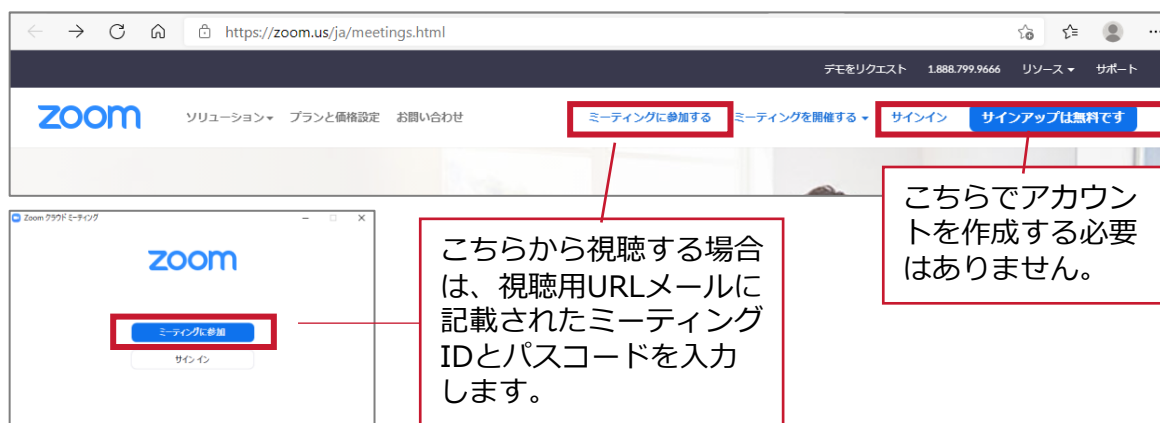 https://zoom.us/ja/meetings.html
デモをリクエスト 1.888.799.9666 リソース サポート
zoom ソリューション プランと価格設定 お問い合わせ ミーティングに参加する ミーティングを開催する サインイン サインアップは無料です
こちらでアカウン
トを作成する必要
はありません。
Zoom クラウド ミーティング
zoom
ミーティングに参加
サイン イン
こちらから視聴する場合
は、視聴用URLメールに
記載されたミーティング
IDとパスコードを入力
します。